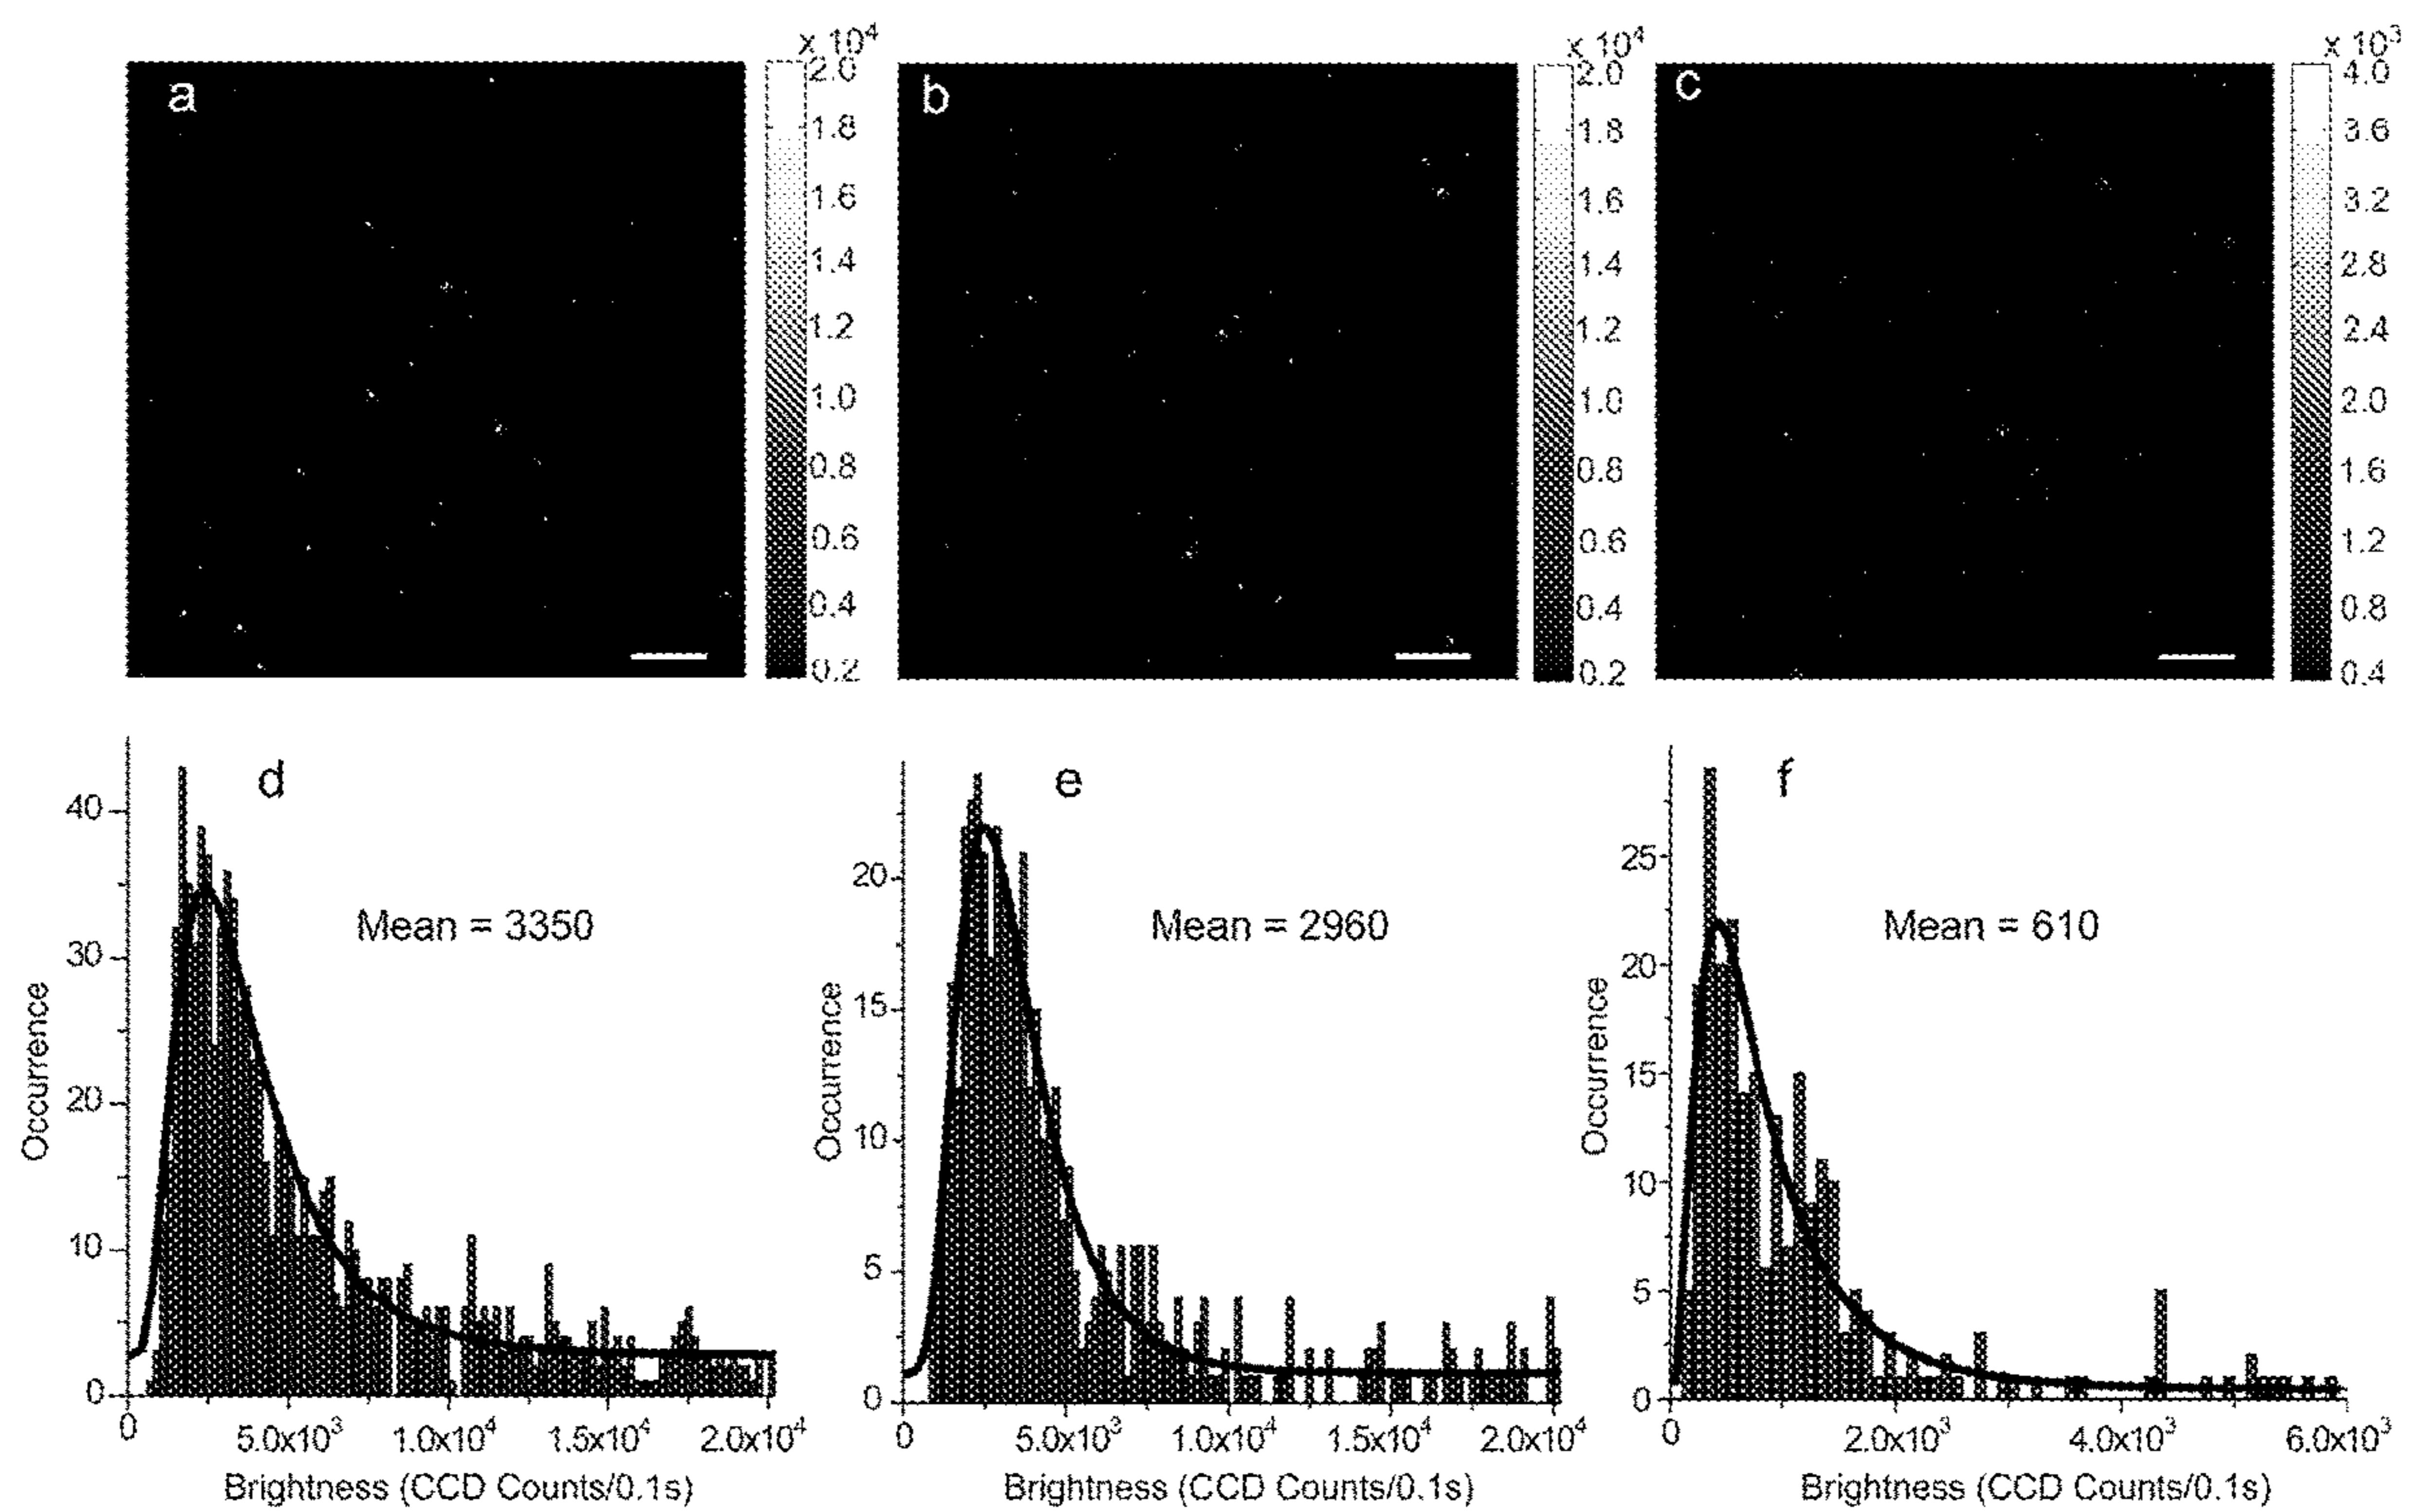 a
x 10⁴
2.0
1.8
1.6
1.4
1.2
1.0
0.8
0.6
0.4
0.2
b
x 10⁴
2.0
1.8
1.6
1.4
1.2
1.0
0.8
0.6
0.4
0.2
c
x 10³
4.0
3.6
3.2
2.8
2.4
2.0
1.6
1.2
0.8
0.4
d
Mean = 3350
Occurrence
40
30
20
10
0
0 5.0x10³ 1.0x10⁴ 1.5x10⁴ 2.0x10⁴
Brightness (CCD Counts/0.1s)
e
Mean = 2960
Occurrence
20
15
10
5
0
0 5.0x10³ 1.0x10⁴ 1.5x10⁴ 2.0x10⁴
Brightness (CCD Counts/0.1s)
f
Mean = 610
Occurrence
25
20
15
10
5
0
0 2.0x10³ 4.0x10³ 6.0x10³
Brightness (CCD Counts/0.1s)